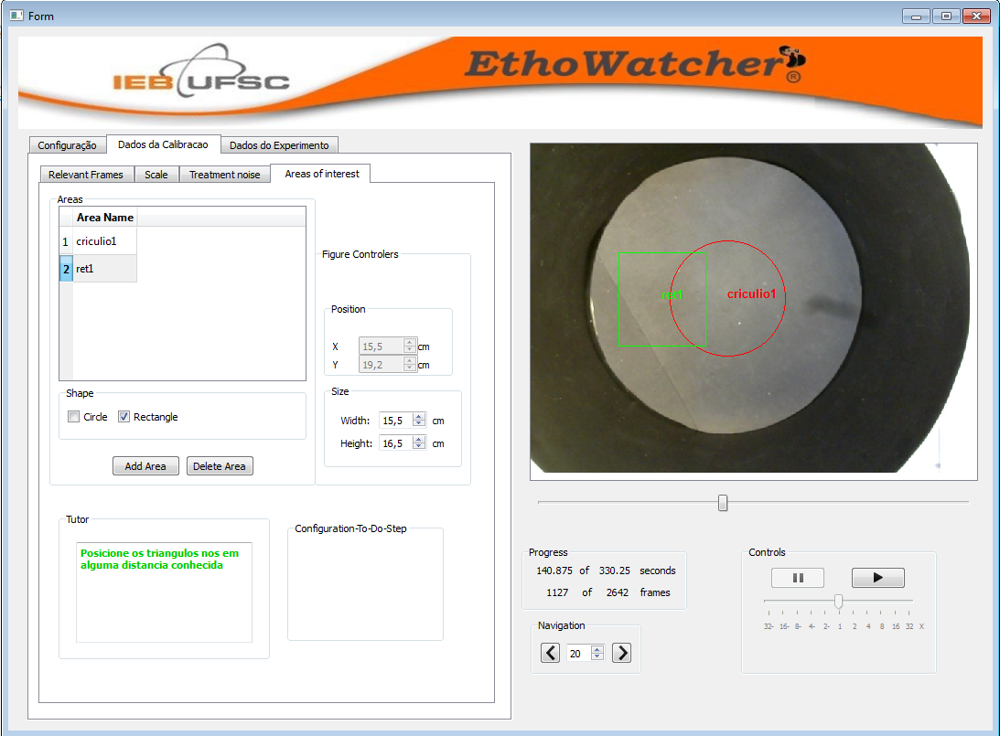 Form
IEB UFSC
EthoWatcher®
Configuração
Dados da Calibracao
Dados do Experimento
Relevant Frames
Scale
Treatment noise
Areas of interest
Areas
Area Name
1 criculio1
2 ret1
Shape
Circle
Rectangle
Add Area
Delete Area
Figure Controlers
Position
X 15,5 cm
Y 19,2 cm
Size
Width: 15,5 cm
Height: 16,5 cm
Tutor
Posicione os triangulos nos em
alguma distancia conhecida
Configuration-To-Do-Step
ret1
criculio1
Progress
140.875 of 330.25 seconds
1127 of 2642 frames
Navigation
20
Controls
32- 16- 8- 4- 2- 1 2 4 8 16 32 X